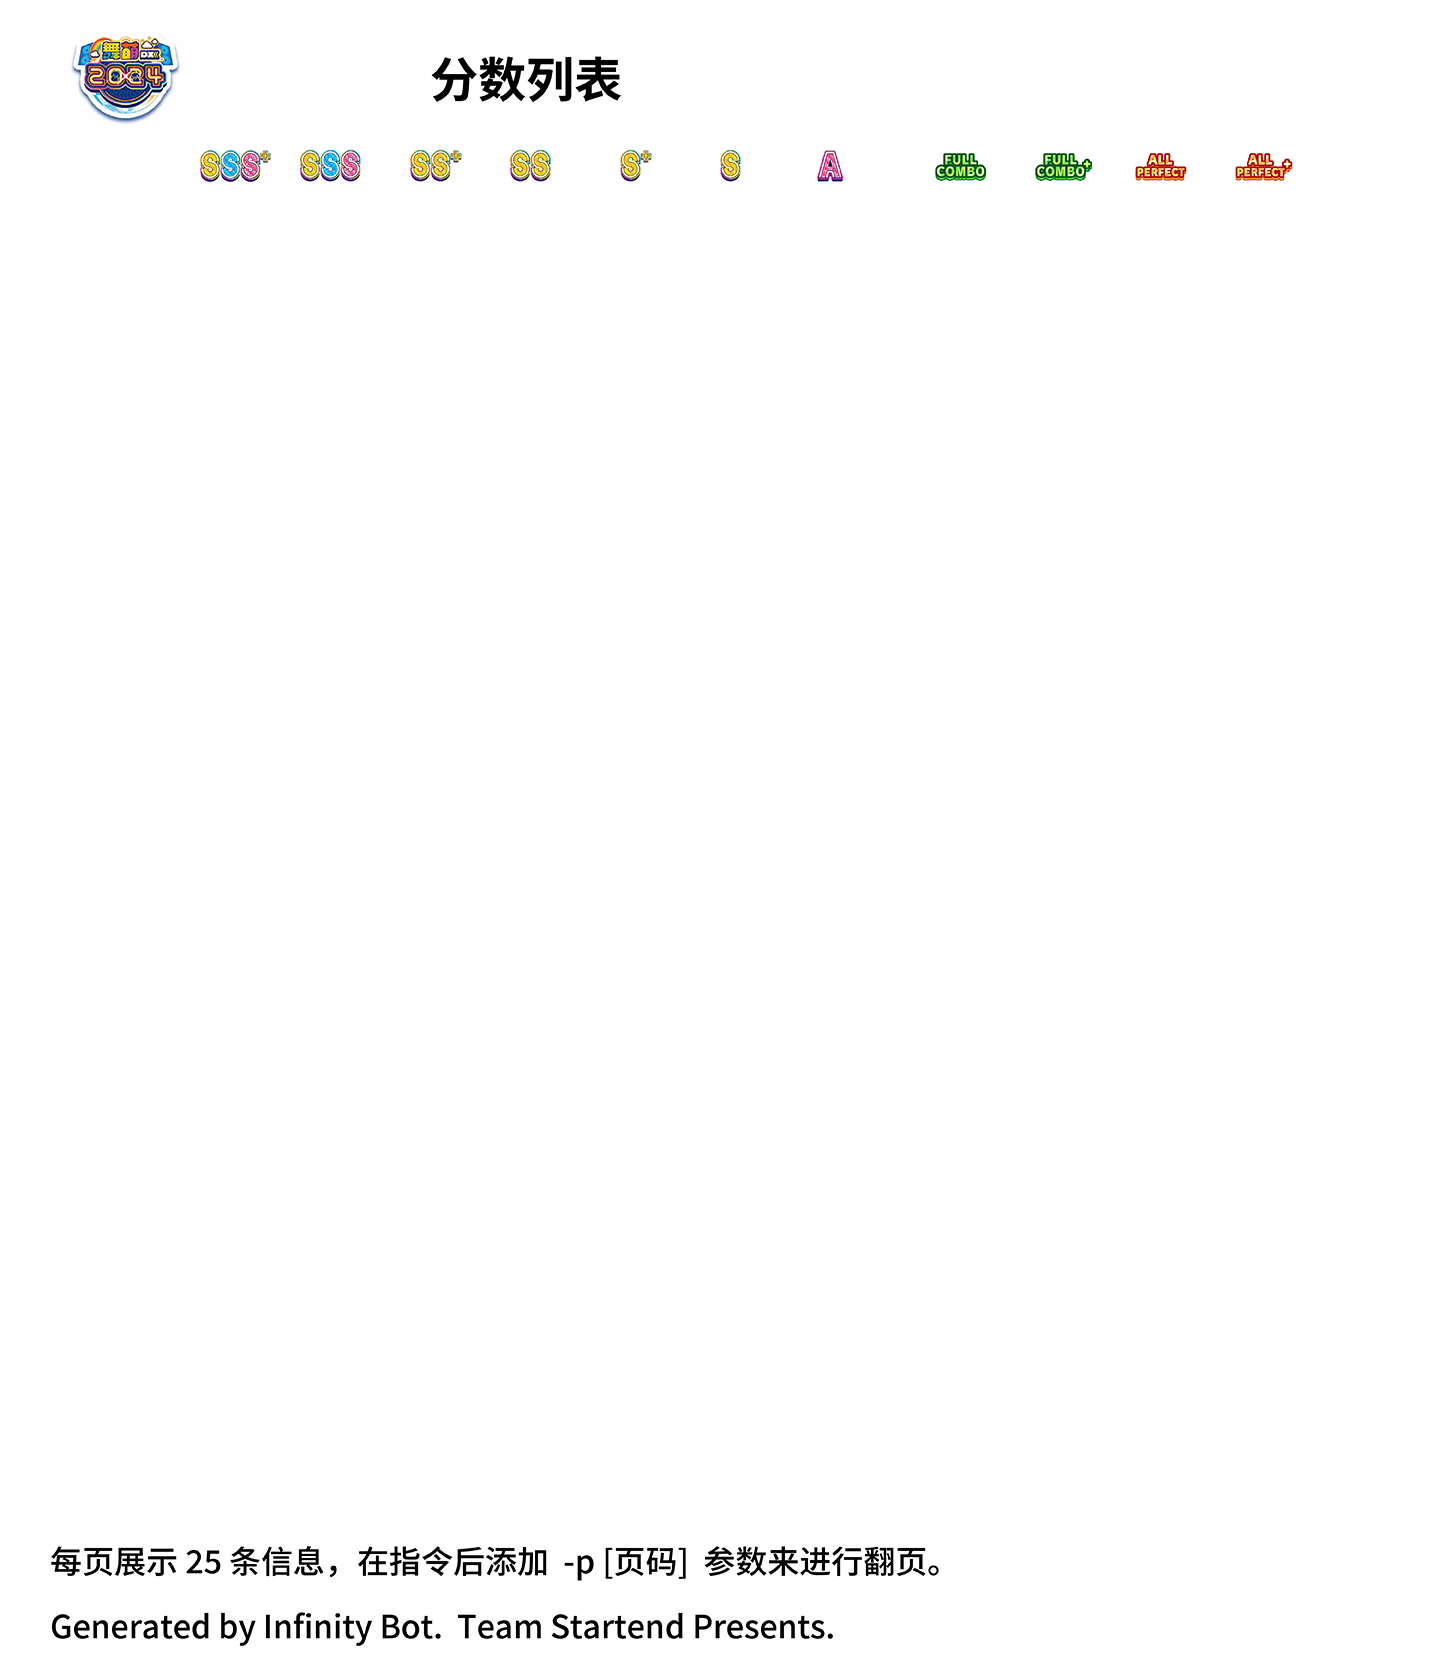 舞萌DX
2024
分数列表
SSS+ SSS SS+ SS S+ S A FULL COMBO FULL COMBO+ ALL PERFECT ALL PERFECT+
每页展示 25 条信息，在指令后添加 -p [页码] 参数来进行翻页。
Generated by Infinity Bot. Team Startend Presents.